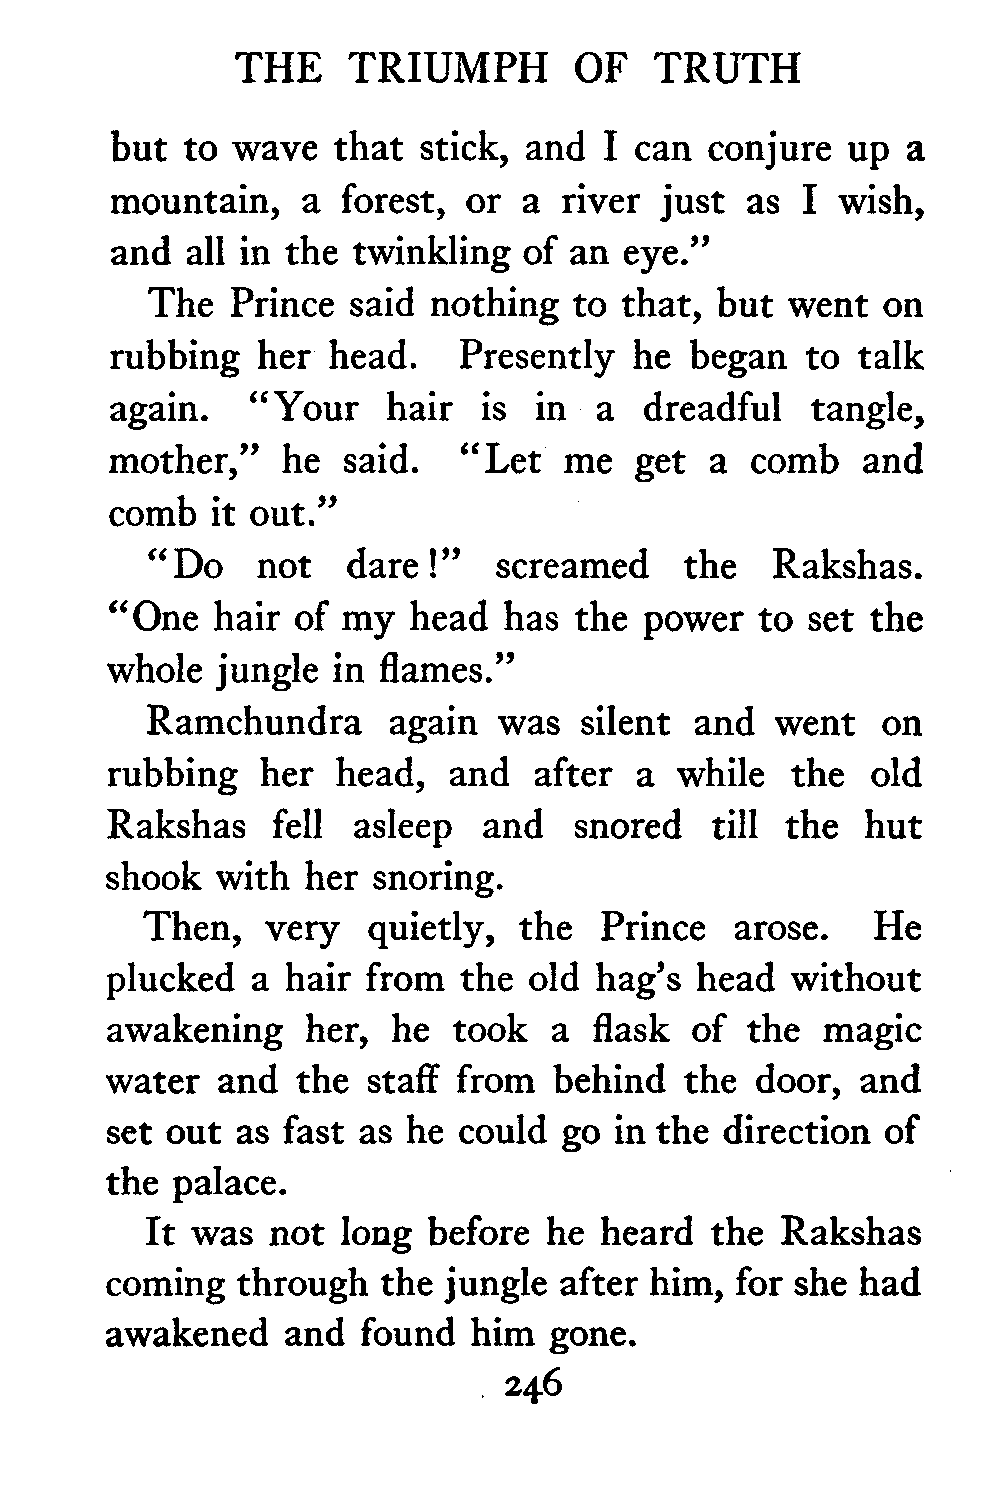 THE TRIUMPH OF TRUTH
but to wave that stick, and I can conjure up a
mountain, a forest, or a river just as I wish,
and all in the twinkling of an eye.”
The Prince said nothing to that, but went on
rubbing her head. Presently he began to talk
again. “Your hair is in a dreadful tangle,
mother,” he said. “Let me get a comb and
comb it out.”
“Do not dare!” screamed the Rakshas.
“One hair of my head has the power to set the
whole jungle in flames.”
Ramchundra again was silent and went on
rubbing her head, and after a while the old
Rakshas fell asleep and snored till the hut
shook with her snoring.
Then, very quietly, the Prince arose. He
plucked a hair from the old hag’s head without
awakening her, he took a flask of the magic
water and the staff from behind the door, and
set out as fast as he could go in the direction of
the palace.
It was not long before he heard the Rakshas
coming through the jungle after him, for she had
awakened and found him gone.
246